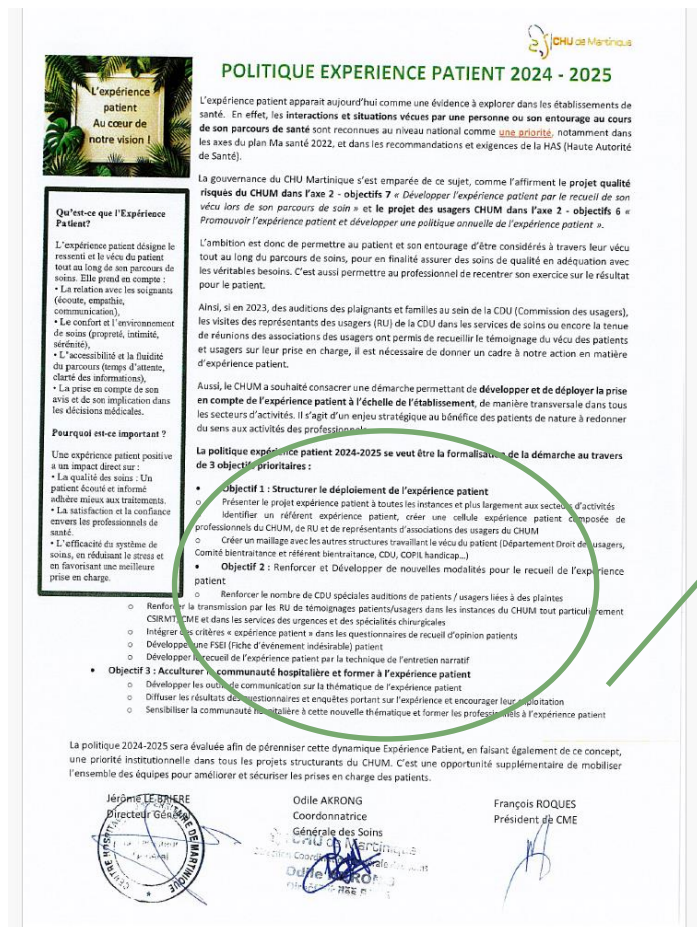 CHU de Martinique
POLITIQUE EXPERIENCE PATIENT 2024 - 2025
L'expérience
patient
Au cœur de
notre vision !
L'expérience patient apparait aujourd'hui comme une évidence à explorer dans les établissements de
santé. En effet, les interactions et situations vécues par une personne ou son entourage au cours
de son parcours de santé sont reconnues au niveau national comme une priorité, notamment dans
les axes du plan Ma santé 2022, et dans les recommandations et exigences de la HAS (Haute Autorité
de Santé).
La gouvernance du CHU Martinique s'est emparée de ce sujet, comme l'affirment le projet qualité
risqués du CHUM dans l'axe 2 - objectifs 7 « Développer l'expérience patient par le recueil de son
vécu lors de son parcours de soin » et le projet des usagers CHUM dans l'axe 2 - objectifs 6 «
Promouvoir l'expérience patient et développer une politique annuelle de l'expérience patient ».
L'ambition est donc de permettre au patient et son entourage d'être considérés à travers leur vécu
tout au long du parcours de soins, pour en finalité assurer des soins de qualité en adéquation avec
les véritables besoins. C'est aussi permettre au professionnel de recentrer son exercice sur le résultat
pour le patient.
Ainsi, si en 2023, des auditions des plaignants et familles au sein de la CDU (Commission des usagers),
les visites des représentants des usagers (RU) de la CDU dans les services de soins ou encore la tenue
de réunions des associations des usagers ont permis de recueillir le témoignage du vécu des patients
et usagers sur leur prise en charge, il est nécessaire de donner un cadre à notre action en matière
d'expérience patient.
Aussi, le CHUM a souhaité consacrer une démarche permettant de développer et de déployer la prise
en compte de l'expérience patient à l'échelle de l'établissement, de manière transversale dans tous
les secteurs d'activités. Il s'agit d'un enjeu stratégique au bénéfice des patients de nature à redonner
du sens aux activités des professionnels.
Qu'est-ce que l'Expérience
Patient?
L'expérience patient désigne le
ressenti et le vécu du patient
tout au long de son parcours de
soins. Elle prend en compte :
• La relation avec les soignants
(écoute, empathie,
communication),
• Le confort et l'environnement
de soins (propreté, intimité,
sérénité),
• L'accessibilité et la fluidité
du parcours (temps d'attente,
clarté des informations),
• La prise en compte de son
avis et de son implication dans
les décisions médicales.
Pourquoi est-ce important ?
Une expérience patient positive
a un impact direct sur :
• La qualité des soins : Un
patient écouté et informé
adhère mieux aux traitements.
• La satisfaction et la confiance
envers les professionnels de
santé.
• L'efficacité du système de
soins, en réduisant le stress et
en favorisant une meilleure
prise en charge.
La politique expérience patient 2024-2025 se veut être la formalisation de la démarche au travers
de 3 objectifs prioritaires :
• Objectif 1 : Structurer le déploiement de l'expérience patient
o Présenter le projet expérience patient à toutes les instances et plus largement aux secteurs d'activités
Identifier un référent expérience patient, créer une cellule expérience patient composée de
professionnels du CHUM, de RU et de représentants d'associations des usagers du CHUM
o Créer un maillage avec les autres structures travaillant le vécu du patient (Département Droit des usagers,
Comité bientraitance et référent bientraitance, CDU, COPIL handicap...)
• Objectif 2 : Renforcer et Développer de nouvelles modalités pour le recueil de l'expérience
patient
o Renforcer le nombre de CDU spéciales auditions de patients / usagers liées à des plaintes
o Renforcer la transmission par les RU de témoignages patients/usagers dans les instances du CHUM tout particulièrement
CSIRMT/CME et dans les services des urgences et des spécialités chirurgicales
o Intégrer des critères « expérience patient » dans les questionnaires de recueil d'opinion patients
o Développer une FSEI (Fiche d'événement indésirable) patient
o Développer le recueil de l'expérience patient par la technique de l'entretien narratif
• Objectif 3 : Acculturer la communauté hospitalière et former à l'expérience patient
o Développer les outils de communication sur la thématique de l'expérience patient
o Diffuser les résultats des questionnaires et enquêtes portant sur l'expérience et encourager leur exploitation
o Sensibiliser la communauté hospitalière à cette nouvelle thématique et former les professionnels à l'expérience patient
La politique 2024-2025 sera évaluée afin de pérenniser cette dynamique Expérience Patient, en faisant également de ce concept,
une priorité institutionnelle dans tous les projets structurants du CHUM. C'est une opportunité supplémentaire de mobiliser
l'ensemble des équipes pour améliorer et sécuriser les prises en charge des patients.
Jérôme LE BRIERE
Directeur Général
CENTRE HOSPITALIER UNIVERSITAIRE DE MARTINIQUE
Odile AKRONG
Coordonnatrice
Générale des Soins
CHU de Martinique
Odile AKRONG
François ROQUES
Président de CME